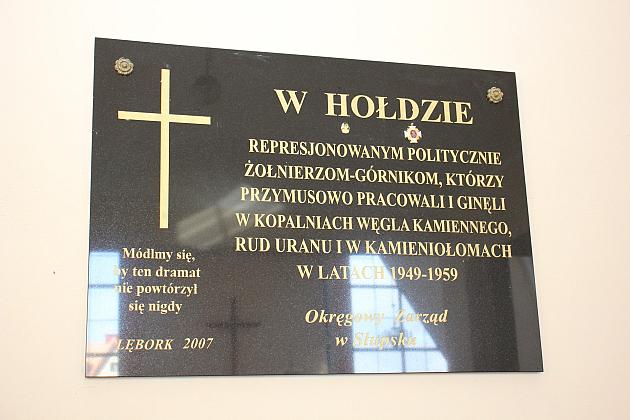 W HOŁDZIE
REPRESJONOWANYM POLITYCZNIE
ŻOŁNIERZOM-GÓRNIKOM, KTÓRZY
PRZYMUSOWO PRACOWALI I GINĘLI
W KOPALNIACH WĘGLA KAMIENNEGO,
RUD URANU I W KAMIENIOŁOMACH
W LATACH 1949-1959
Okręgowy Zarząd
w Słupsku
Módlmy się,
by ten dramat
nie powtórzył
się nigdy
LĘBORK 2007